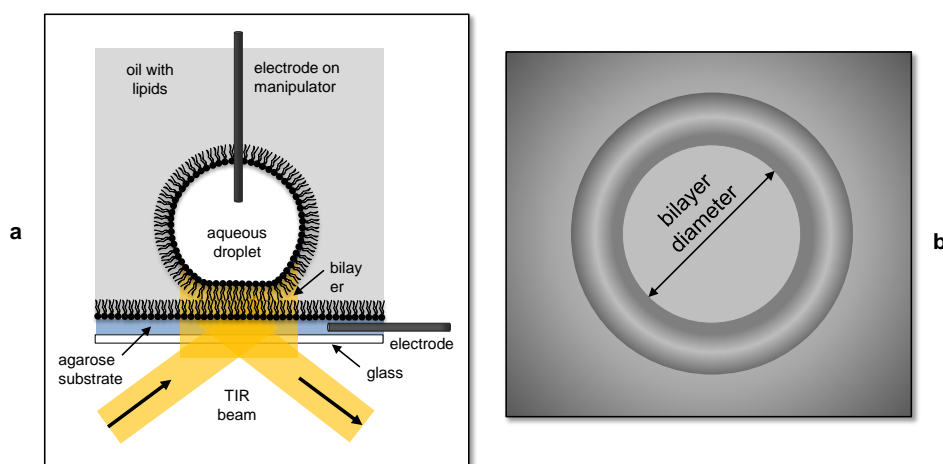 a
oil with
lipids
electrode on
manipulator
aqueous
droplet
bilay
er
electrode
agarose
substrate
glass
TIR
beam
b
bilayer
diameter